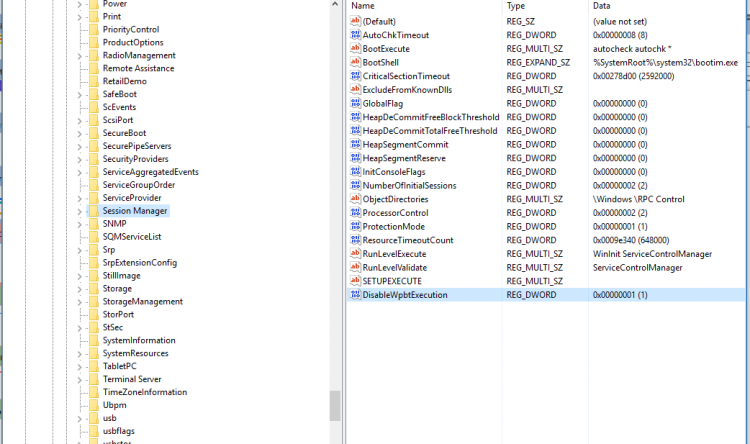 Power
Print
PriorityControl
ProductOptions
RadioManagement
Remote Assistance
RetailDemo
SafeBoot
ScEvents
ScsiPort
SecureBoot
SecurePipeServers
SecurityProviders
ServiceAggregatedEvents
ServiceGroupOrder
ServiceProvider
Session Manager
SNMP
SQMServiceList
Srp
SrpExtensionConfig
StillImage
Storage
StorageManagement
StorPort
StSec
SystemInformation
SystemResources
TabletPC
Terminal Server
TimeZoneInformation
Ubpm
usb
usbflags
usbstor
Name Type Data
(Default) REG_SZ (value not set)
AutoChkTimeout REG_DWORD 0x00000008 (8)
BootExecute REG_MULTI_SZ autocheck autochk *
BootShell REG_EXPAND_SZ %SystemRoot%\system32\bootim.exe
CriticalSectionTimeout REG_DWORD 0x00278d00 (2592000)
ExcludeFromKnownDlls REG_MULTI_SZ
GlobalFlag REG_DWORD 0x00000000 (0)
HeapDeCommitFreeBlockThreshold REG_DWORD 0x00000000 (0)
HeapDeCommitTotalFreeThreshold REG_DWORD 0x00000000 (0)
HeapSegmentCommit REG_DWORD 0x00000000 (0)
HeapSegmentReserve REG_DWORD 0x00000000 (0)
InitConsoleFlags REG_DWORD 0x00000000 (0)
NumberOfInitialSessions REG_DWORD 0x00000002 (2)
ObjectDirectories REG_MULTI_SZ \Windows \RPC Control
ProcessorControl REG_DWORD 0x00000002 (2)
ProtectionMode REG_DWORD 0x00000001 (1)
ResourceTimeoutCount REG_DWORD 0x0009e340 (648000)
RunLevelExecute REG_MULTI_SZ WinInit ServiceControlManager
RunLevelValidate REG_MULTI_SZ ServiceControlManager
SETUPEXECUTE REG_MULTI_SZ
DisableWpbtExecution REG_DWORD 0x00000001 (1)